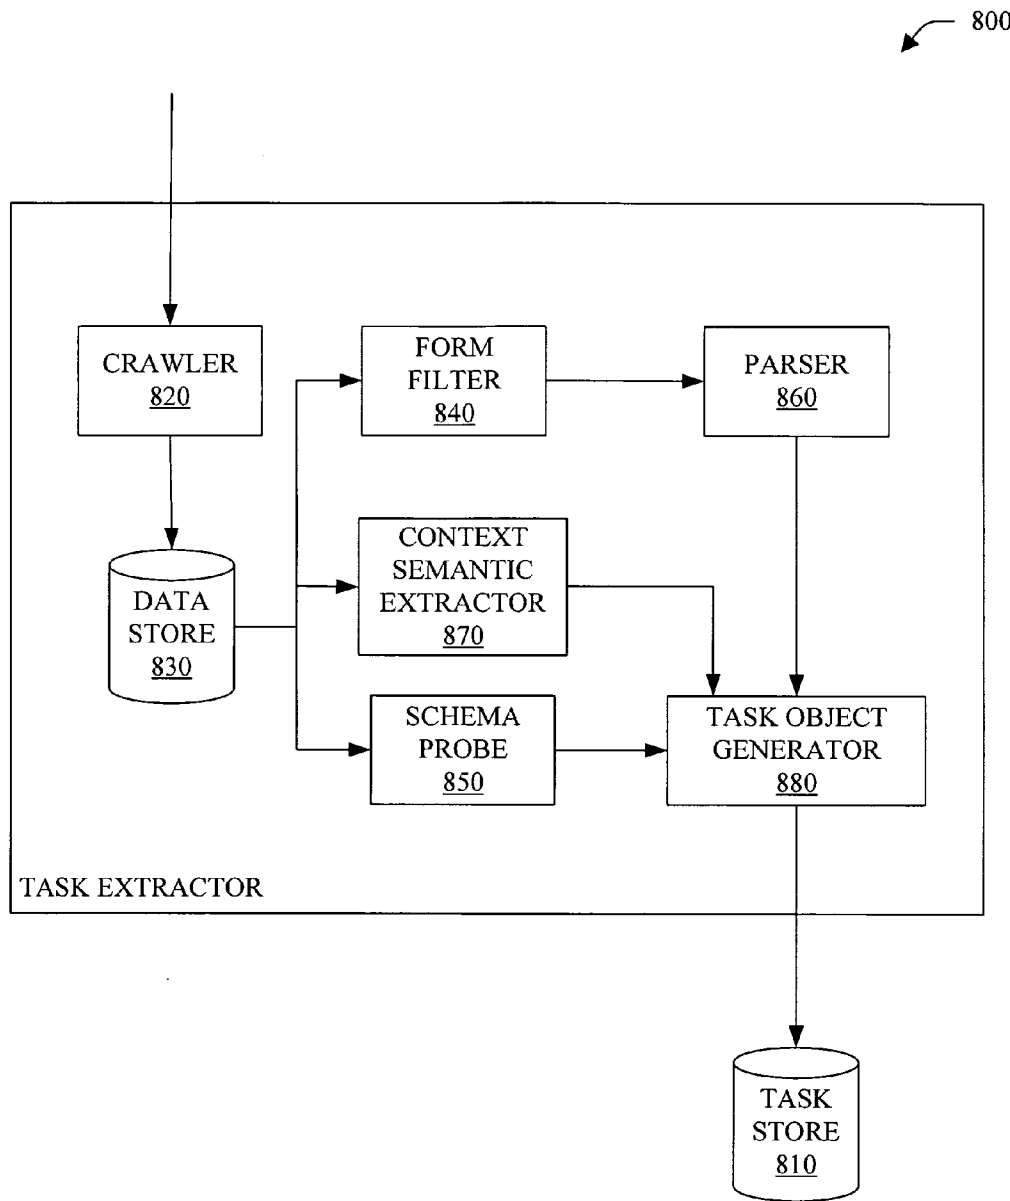 800
CRAWLER
820
FORM
FILTER
840
PARSER
860
DATA
STORE
830
CONTEXT
SEMANTIC
EXTRACTOR
870
SCHEMA
PROBE
850
TASK OBJECT
GENERATOR
880
TASK EXTRACTOR
TASK
STORE
810